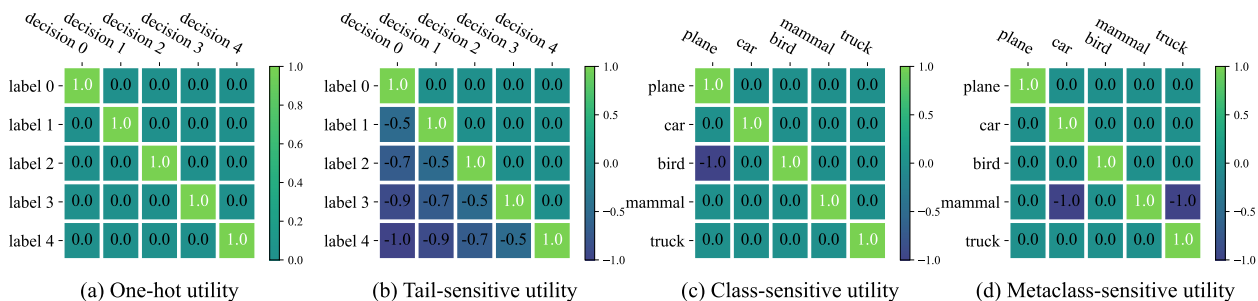 decision 0
decision 1
decision 2
decision 3
decision 4
label 0 1.0 0.0 0.0 0.0 0.0
label 1 0.0 1.0 0.0 0.0 0.0
label 2 0.0 0.0 1.0 0.0 0.0
label 3 0.0 0.0 0.0 1.0 0.0
label 4 0.0 0.0 0.0 0.0 1.0
1.0
0.8
0.6
0.4
0.2
0.0
(a) One-hot utility
decision 0
decision 1
decision 2
decision 3
decision 4
label 0 1.0 0.0 0.0 0.0 0.0
label 1 -0.5 1.0 0.0 0.0 0.0
label 2 -0.7 -0.5 1.0 0.0 0.0
label 3 -0.9 -0.7 -0.5 1.0 0.0
label 4 -1.0 -0.9 -0.7 -0.5 1.0
1.0
0.5
0.0
−0.5
−1.0
(b) Tail-sensitive utility
plane
car
bird
mammal
truck
plane 1.0 0.0 0.0 0.0 0.0
car 0.0 1.0 0.0 0.0 0.0
bird -1.0 0.0 1.0 0.0 0.0
mammal 0.0 0.0 0.0 1.0 0.0
truck 0.0 0.0 0.0 0.0 1.0
1.0
0.5
0.0
−0.5
−1.0
(c) Class-sensitive utility
plane
car
bird
mammal
truck
plane 1.0 0.0 0.0 0.0 0.0
car 0.0 1.0 0.0 0.0 0.0
bird 0.0 0.0 1.0 0.0 0.0
mammal 0.0 -1.0 0.0 1.0 -1.0
truck 0.0 0.0 0.0 0.0 1.0
1.0
0.5
0.0
−0.5
−1.0
(d) Metaclass-sensitive utility